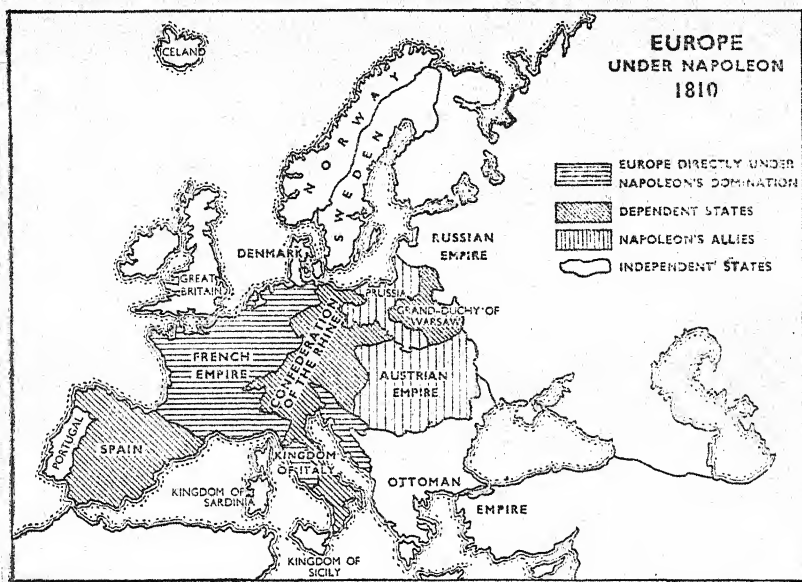 EUROPE
UNDER NAPOLEON
1810
EUROPE DIRECTLY UNDER
NAPOLEON'S DOMINATION
DEPENDENT STATES
NAPOLEON'S ALLIES
INDEPENDENT STATES
ICELAND
NORWAY
SWEDEN
DENMARK
RUSSIAN
EMPIRE
GREAT
BRITAIN
PRUSSIA
GRAND-DUCHY OF
WARSAW
FRENCH
EMPIRE
CONFEDERATION
OF THE RHINE
AUSTRIAN
EMPIRE
PORTUGAL
SPAIN
KINGDOM
OF ITALY
KINGDOM OF
SARDINIA
OTTOMAN
EMPIRE
KINGDOM OF
SICILY